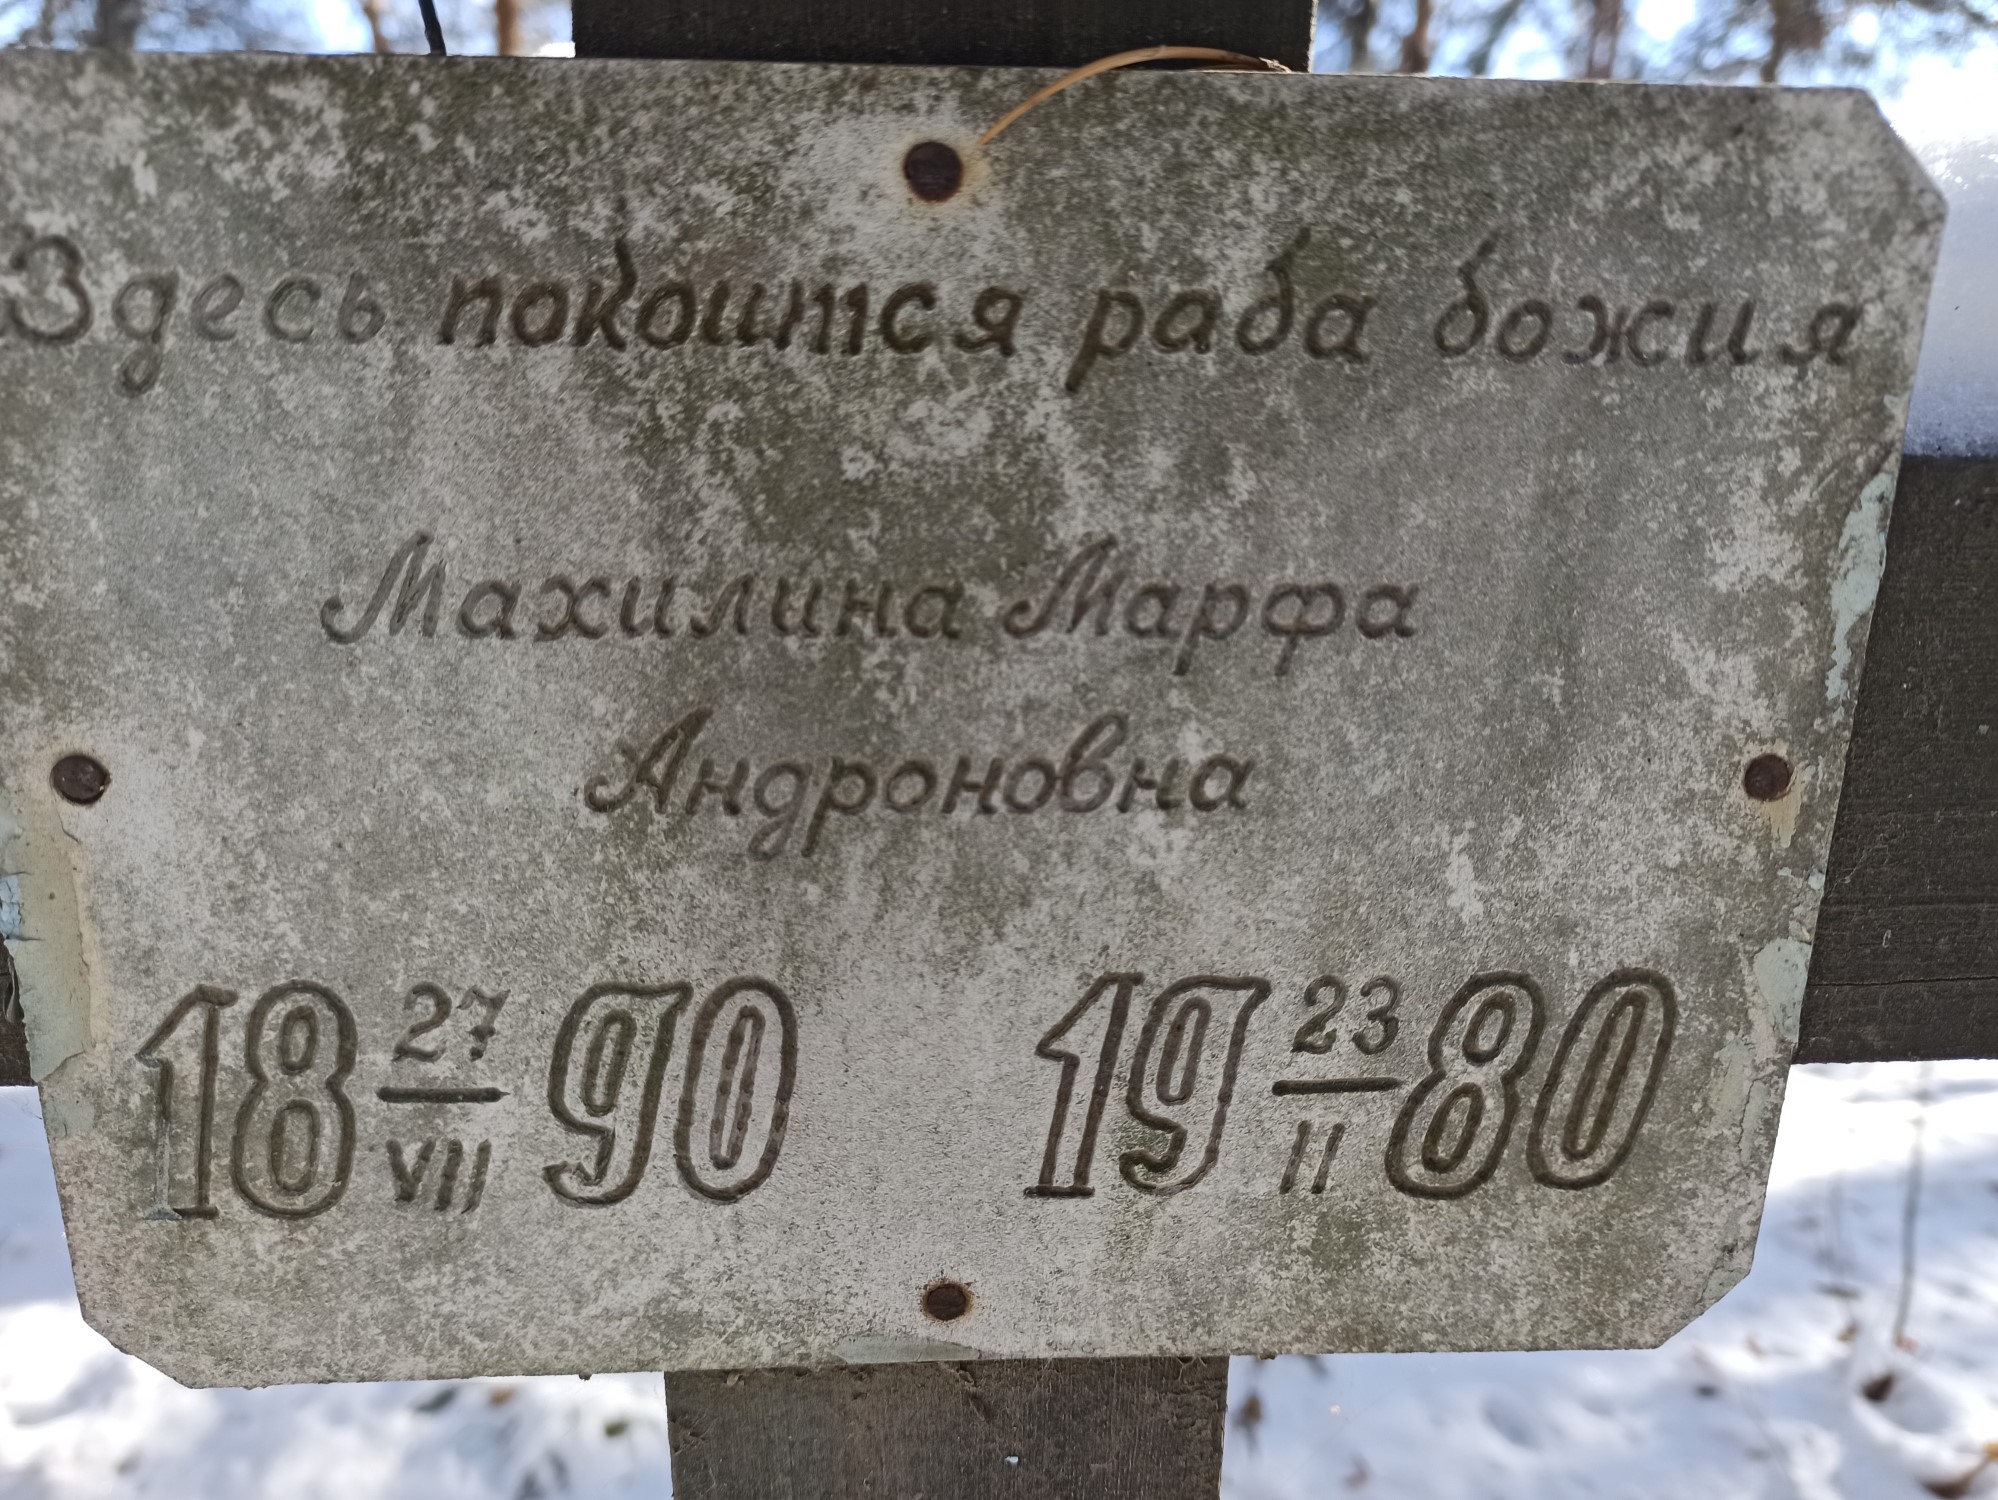 Здесь покоится раба божия
Махилина Марфа
Андроновна
18 27/VII 90 19 23/II 80